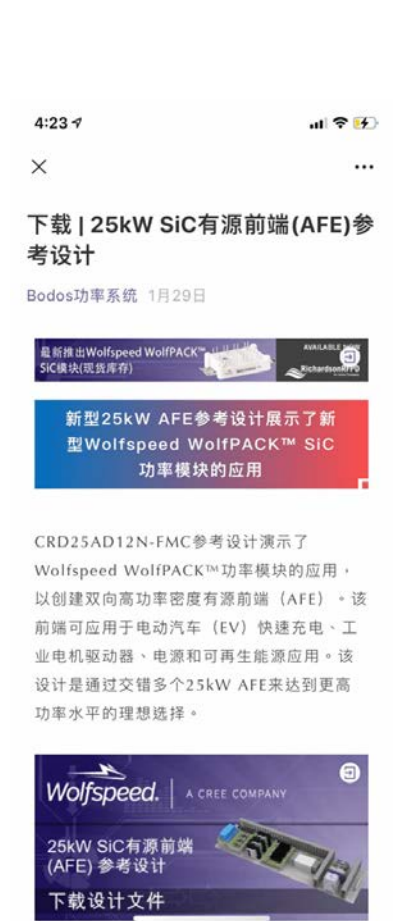 4:23
下载 | 25kW SiC有源前端(AFE)参
考设计
Bodos功率系统 1月29日
最新推出Wolfspeed WolfPACK™
SiC模块(现货库存)
AVAILABLE NOW
RichardsonRFPD
新型25kW AFE参考设计展示了新
型Wolfspeed WolfPACK™ SiC
功率模块的应用
CRD25AD12N-FMC参考设计演示了
Wolfspeed WolfPACK™功率模块的应用，
以创建双向高功率密度有源前端（AFE）。该
前端可应用于电动汽车（EV）快速充电、工
业电机驱动器、电源和可再生能源应用。该
设计是通过交错多个25kW AFE来达到更高
功率水平的理想选择。
Wolfspeed. | A CREE COMPANY
25kW SiC有源前端
(AFE) 参考设计
下载设计文件